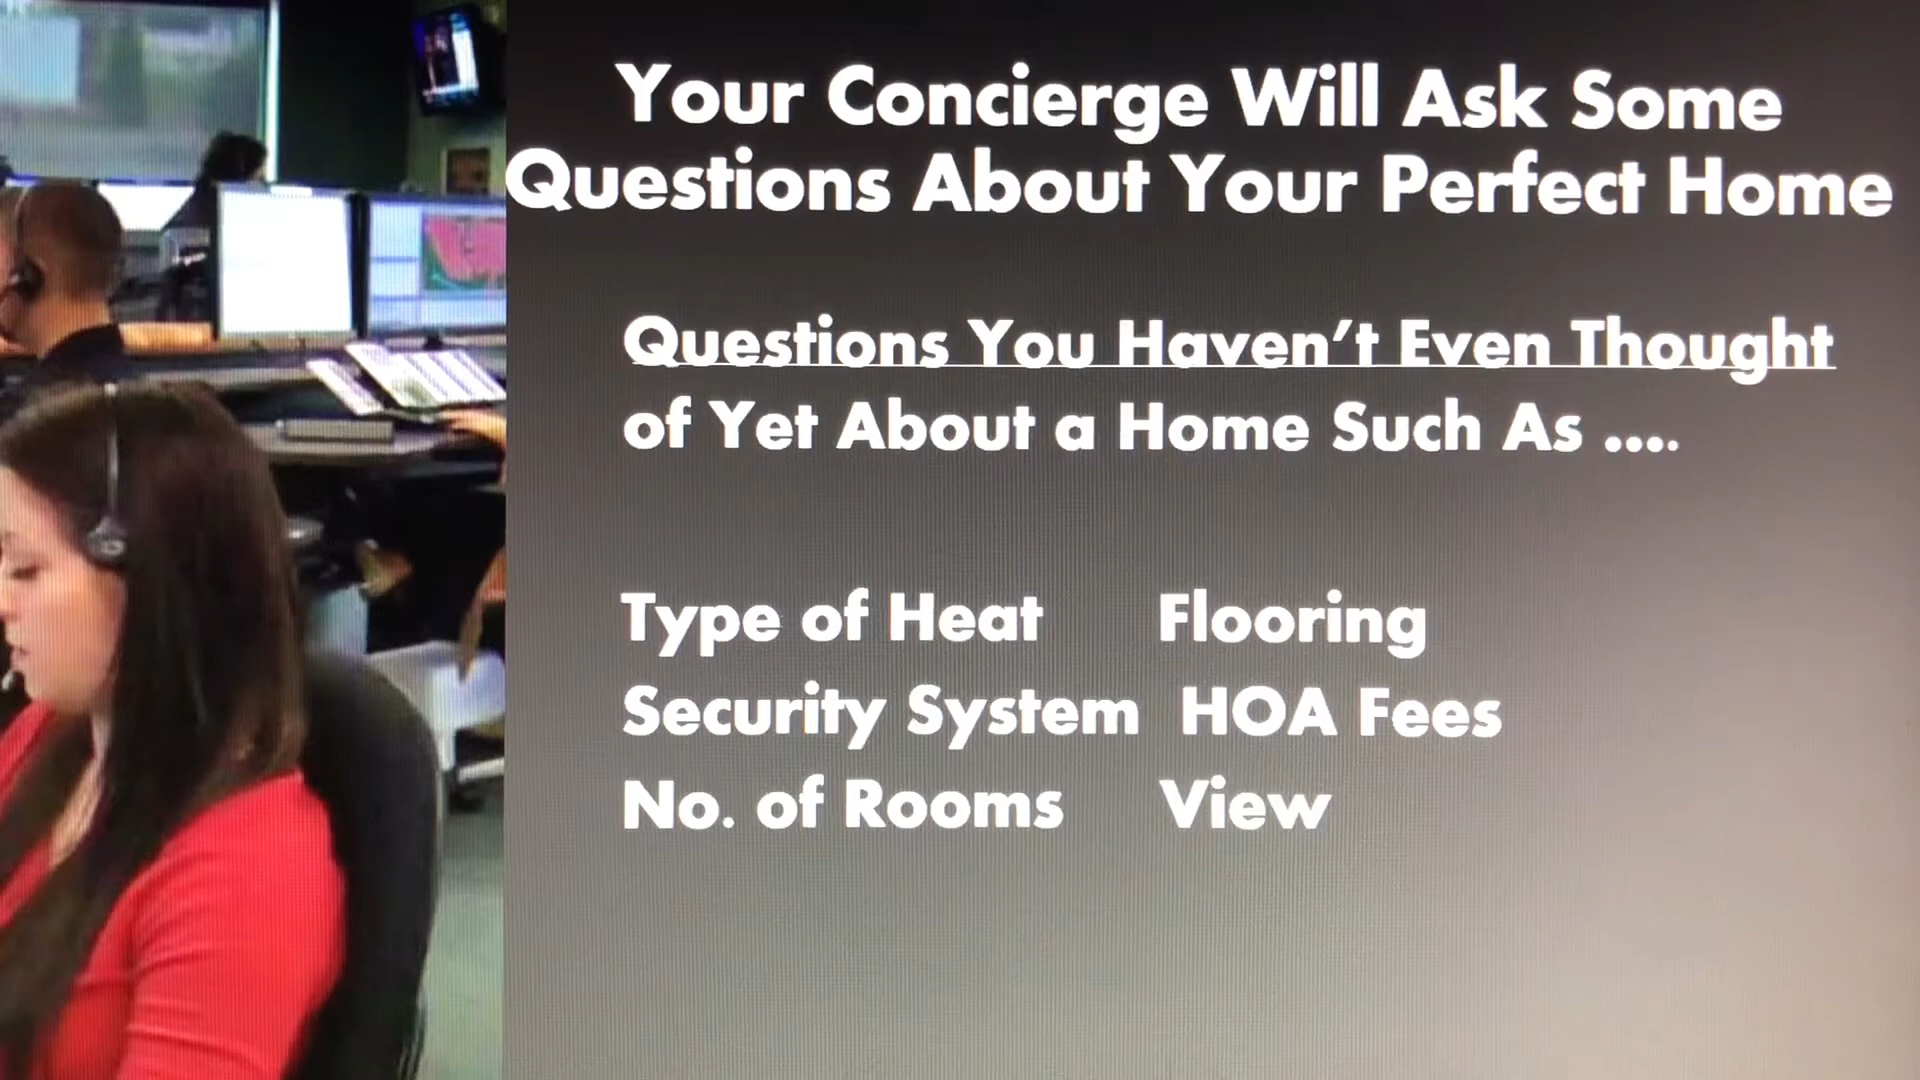 Your Concierge Will Ask Some
Questions About Your Perfect Home
Questions You Haven't Even Thought
of Yet About a Home Such As ....
Type of Heat Flooring
Security System HOA Fees
No. of Rooms View